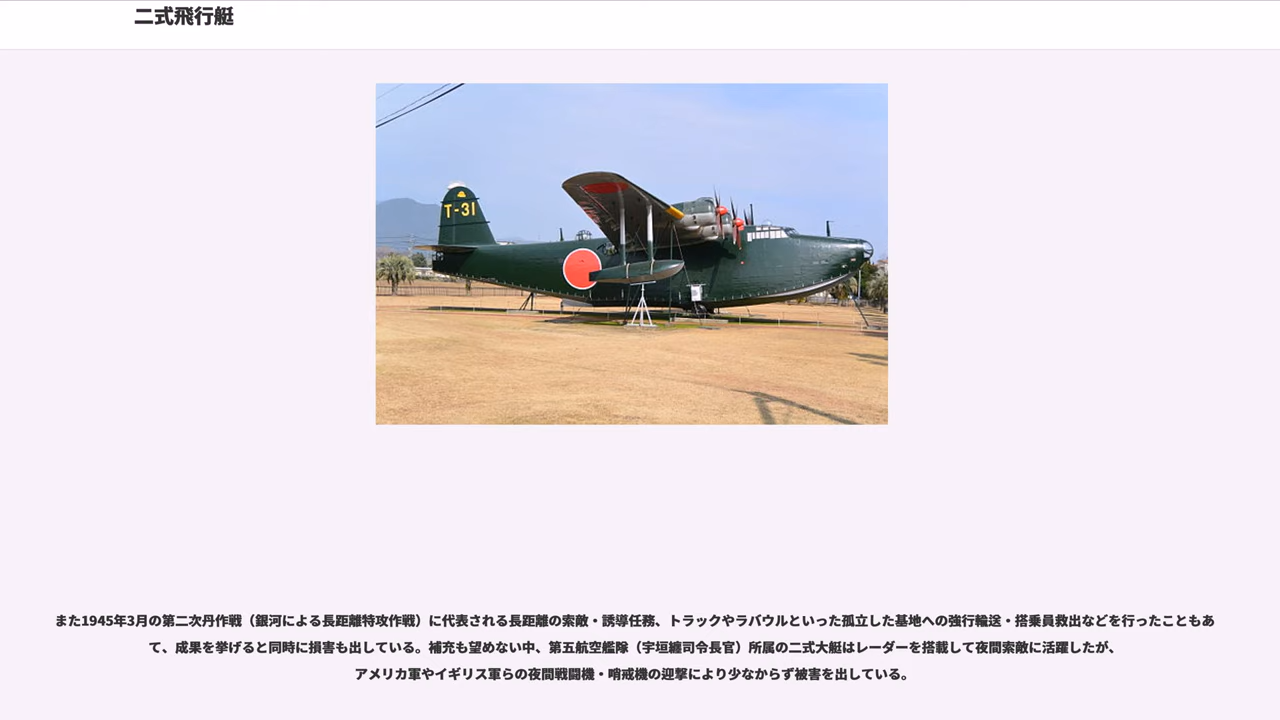 二式飛行艇
T-31
また1945年3月の第二次丹作戦（銀河による長距離特攻作戦）に代表される長距離の索敵・誘導任務、トラックやラバウルといった孤立した基地への強行輸送・搭乗員救出などを行ったこともあ
て、成果を挙げると同時に損害も出している。補充も望めない中、第五航空艦隊（宇垣纏司令長官）所属の二式大艇はレーダーを搭載して夜間索敵に活躍したが、
アメリカ軍やイギリス軍らの夜間戦闘機・哨戒機の迎撃により少なからず被害を出している。